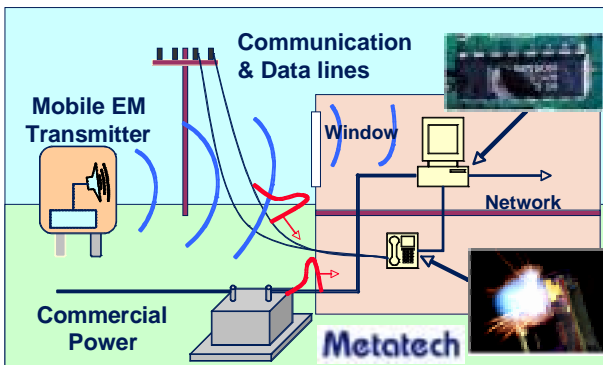 Communication
& Data lines
Mobile EM
Transmitter
Window
Network
Commercial
Power
Metatech